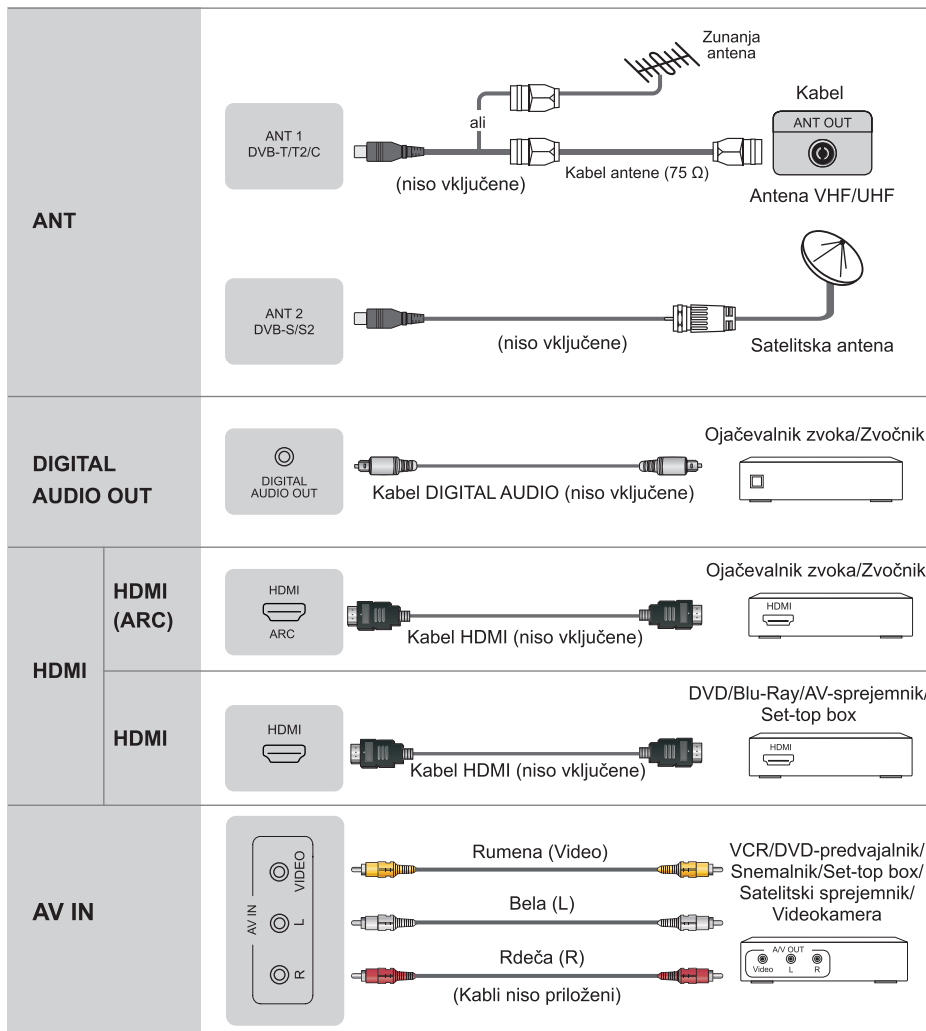 ANT
ANT 1
DVB-T/T2/C
ali
(niso vključene)
Zunanja
antena
Kabel antene (75 Ω)
Kabel
ANT OUT
Antena VHF/UHF
ANT 2
DVB-S/S2
(niso vključene)
Satelitska antena
DIGITAL
AUDIO OUT
DIGITAL
AUDIO OUT
Kabel DIGITAL AUDIO (niso vključene)
Ojačevalnik zvoka/Zvočnik
HDMI
HDMI
(ARC)
HDMI
ARC
Kabel HDMI (niso vključene)
Ojačevalnik zvoka/Zvočnik
HDMI
HDMI
HDMI
Kabel HDMI (niso vključene)
DVD/Blu-Ray/AV-sprejemnik/
Set-top box
HDMI
AV IN
AV IN
VIDEO
L
R
Rumena (Video)
Bela (L)
Rdeča (R)
(Kabli niso priloženi)
VCR/DVD-predvajalnik/
Snemalnik/Set-top box/
Satelitski sprejemnik/
Videokamera
A/V OUT
Video L R